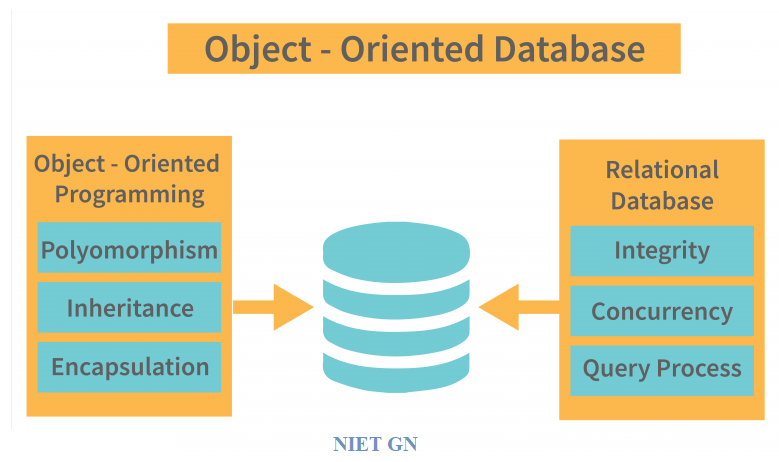 Object - Oriented Database
Object - Oriented
Programming
Polyomorphism
Inheritance
Encapsulation
Relational
Database
Integrity
Concurrency
Query Process
NIET GN